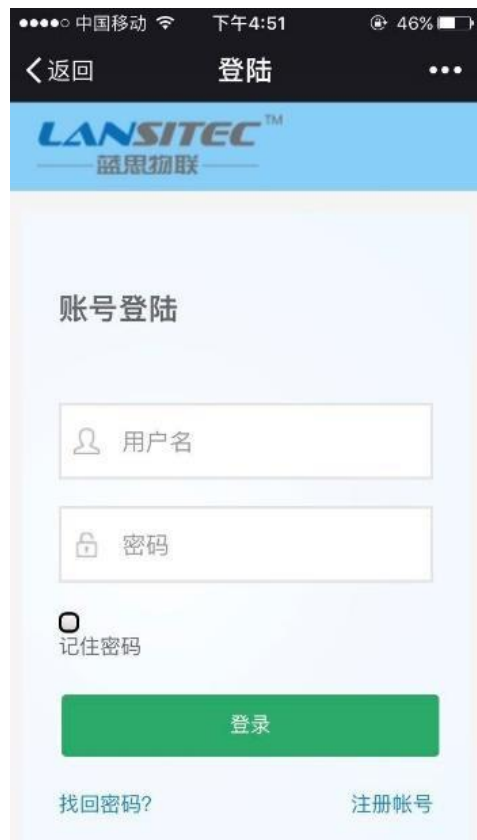 中国移动 下午4:51 46%
返回 登陆
LANSITEC™
蓝思物联
账号登陆
用户名
密码
记住密码
登录
找回密码? 注册帐号